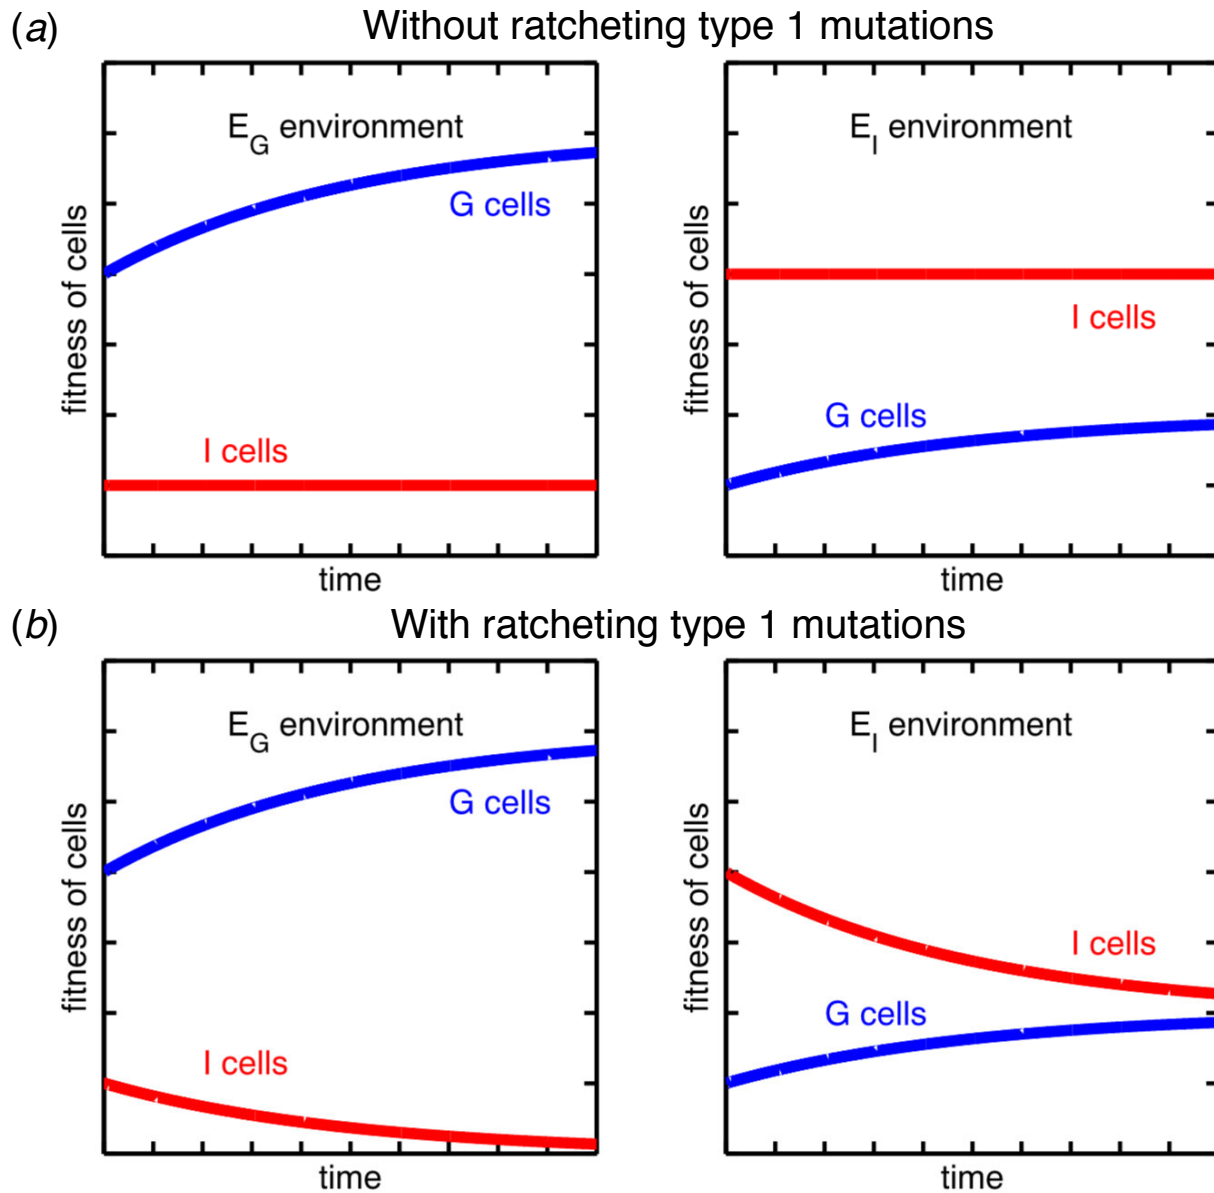 (a) Without ratcheting type 1 mutations
E_G environment
G cells
I cells
fitness of cells
time
E_I environment
I cells
G cells
fitness of cells
time
(b) With ratcheting type 1 mutations
E_G environment
G cells
I cells
fitness of cells
time
E_I environment
I cells
G cells
fitness of cells
time